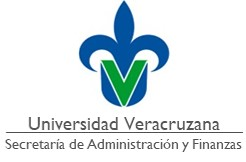 Universidad Veracruzana
Secretaría de Administración y Finanzas